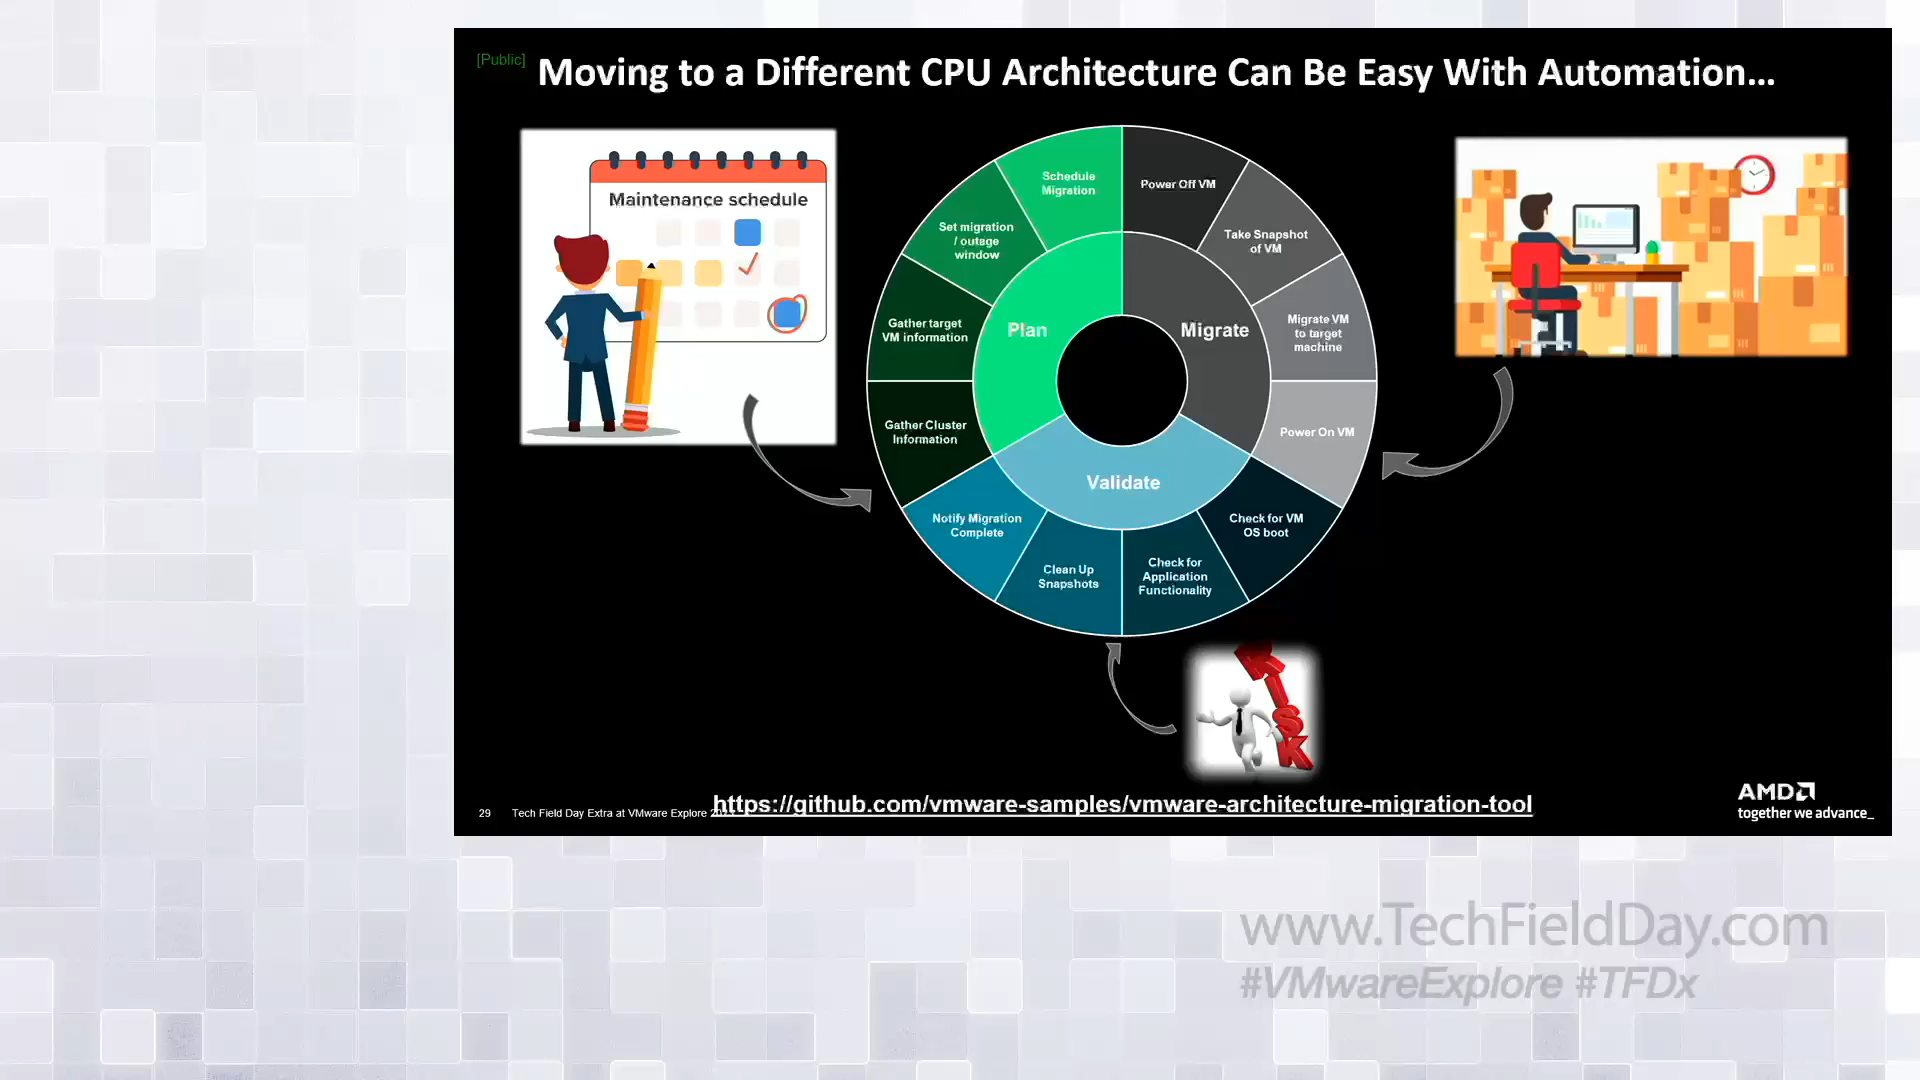 [Public]
Moving to a Different CPU Architecture Can Be Easy With Automation...
Maintenance schedule
Schedule
Migration
Set migration
/ outage
window
Gather target
VM information
Gather Cluster
Information
Plan
Power Off VM
Take Snapshot
of VM
Migrate VM
to target
machine
Power On VM
Migrate
Validate
Check for VM
OS boot
Check for
Application
Functionality
Clean Up
Snapshots
Notify Migration
Complete
RISK
29
Tech Field Day Extra at VMware Explore
https://github.com/vmware-samples/vmware-architecture-migration-tool
AMD
together we advance_
www.TechFieldDay.com
#VMwareExplore #TFDx